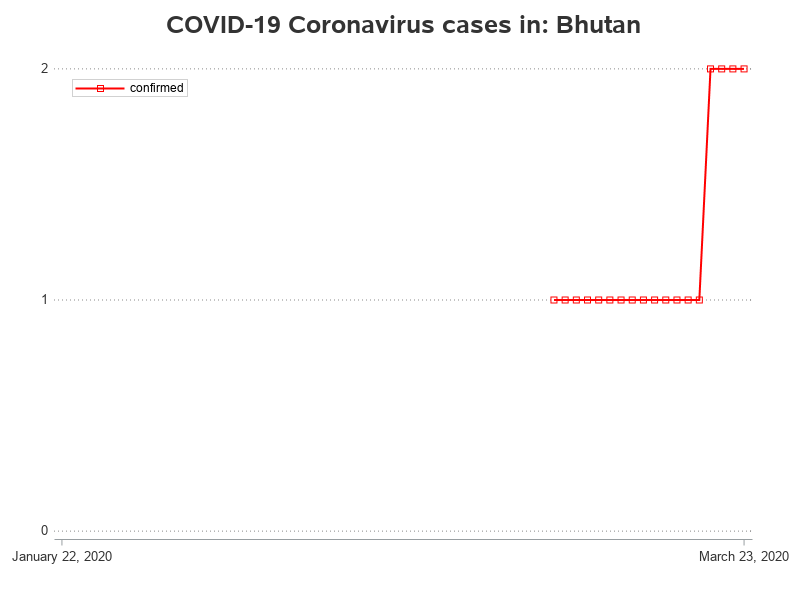 COVID-19 Coronavirus cases in: Bhutan
2
confirmed
1
0
January 22, 2020
March 23, 2020